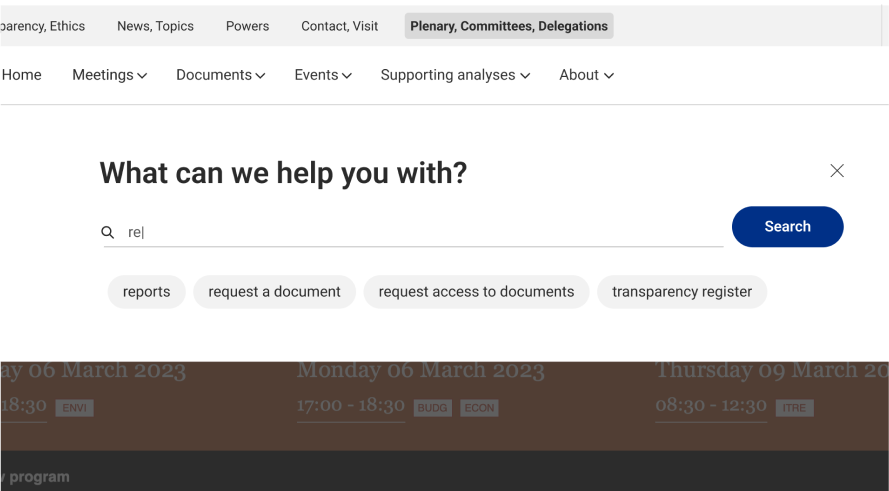 Ethics News, Topics Powers Contact, Visit Plenary, Committees, Delegations
Home Meetings Documents Events Supporting analyses About
What can we help you with?
re
Search
reports request a document request access to documents transparency register
06 March 2023 Monday 06 March 2023 Thursday 09 March
18:30 ENVI 17:00 - 18:30 BUDG ECON 08:30 - 12:30 ITRE
program